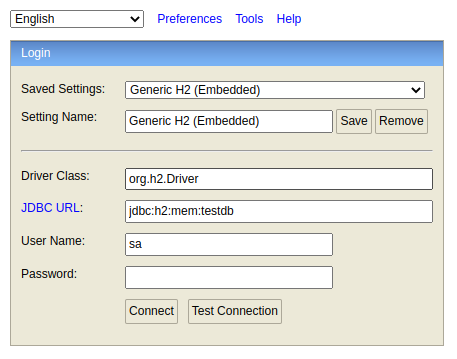 English Preferences Tools Help
Login
Saved Settings: Generic H2 (Embedded)
Setting Name: Generic H2 (Embedded) Save Remove
Driver Class: org.h2.Driver
JDBC URL: jdbc:h2:mem:testdb
User Name: sa
Password:
Connect Test Connection